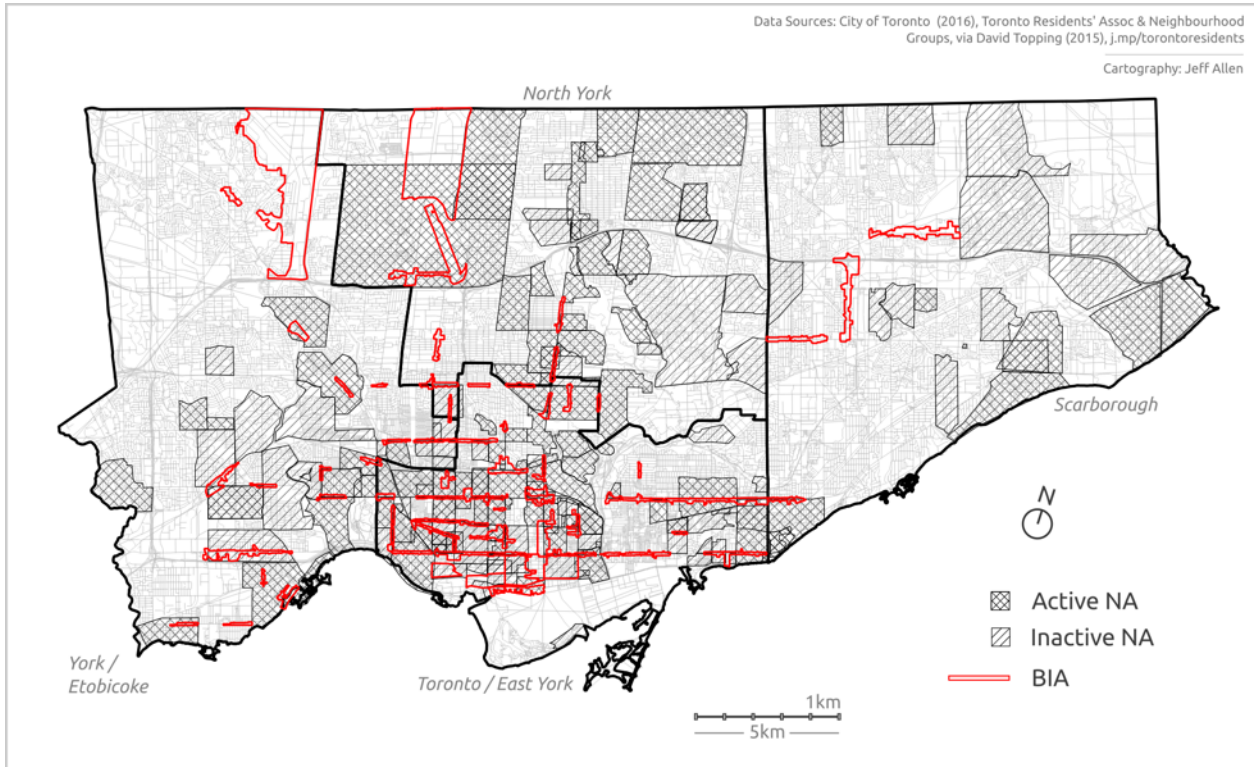 Data Sources: City of Toronto (2016), Toronto Residents' Assoc & Neighbourhood
Groups, via David Topping (2015), j.mp/torontoresidents
Cartography: Jeff Allen
North York
Scarborough
N
Active NA
Inactive NA
BIA
York /
Etobicoke
Toronto / East York
1km
5km